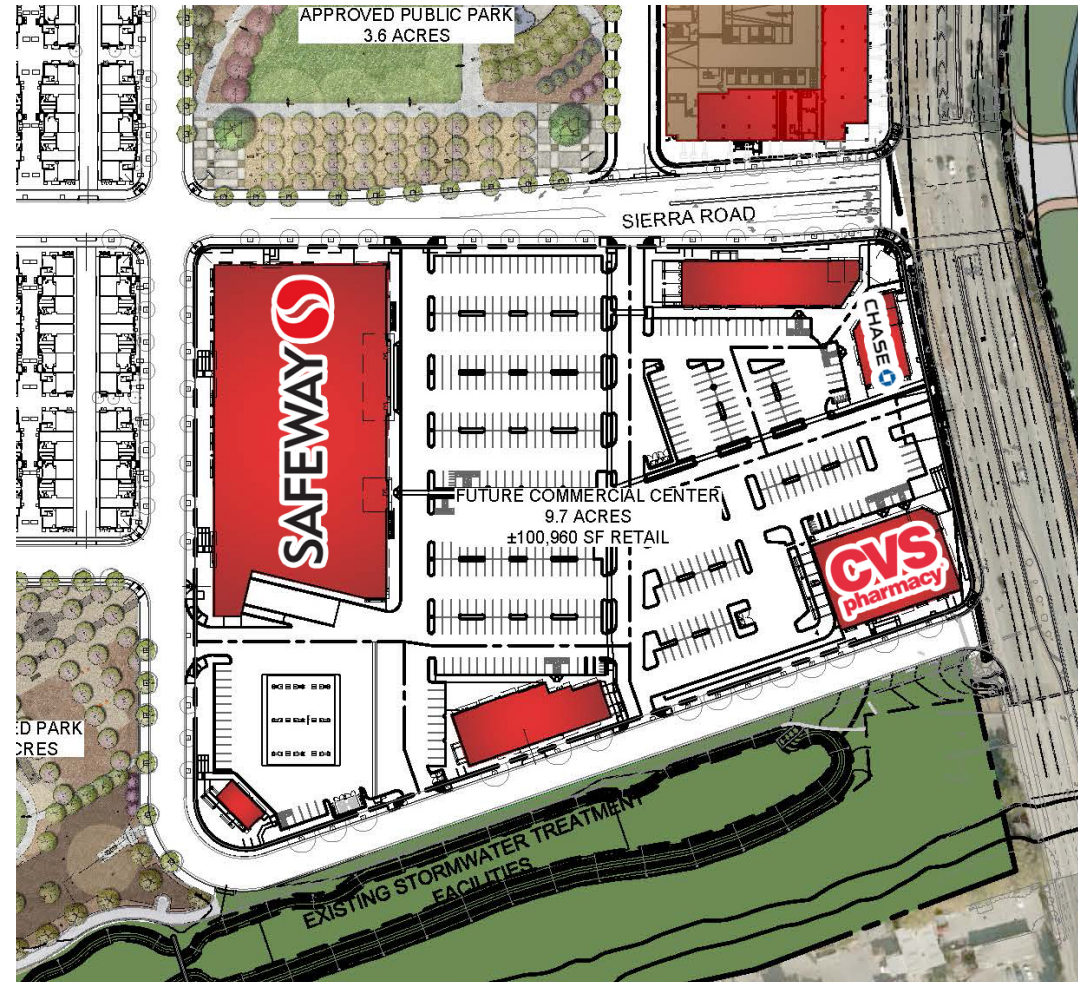 APPROVED PUBLIC PARK
3.6 ACRES
SIERRA ROAD
SAFEWAY
CHASE
FUTURE COMMERCIAL CENTER
9.7 ACRES
±100,960 SF RETAIL
CVS
pharmacy
ED PARK
CRES
EXISTING STORMWATER TREATMENT
FACILITIES